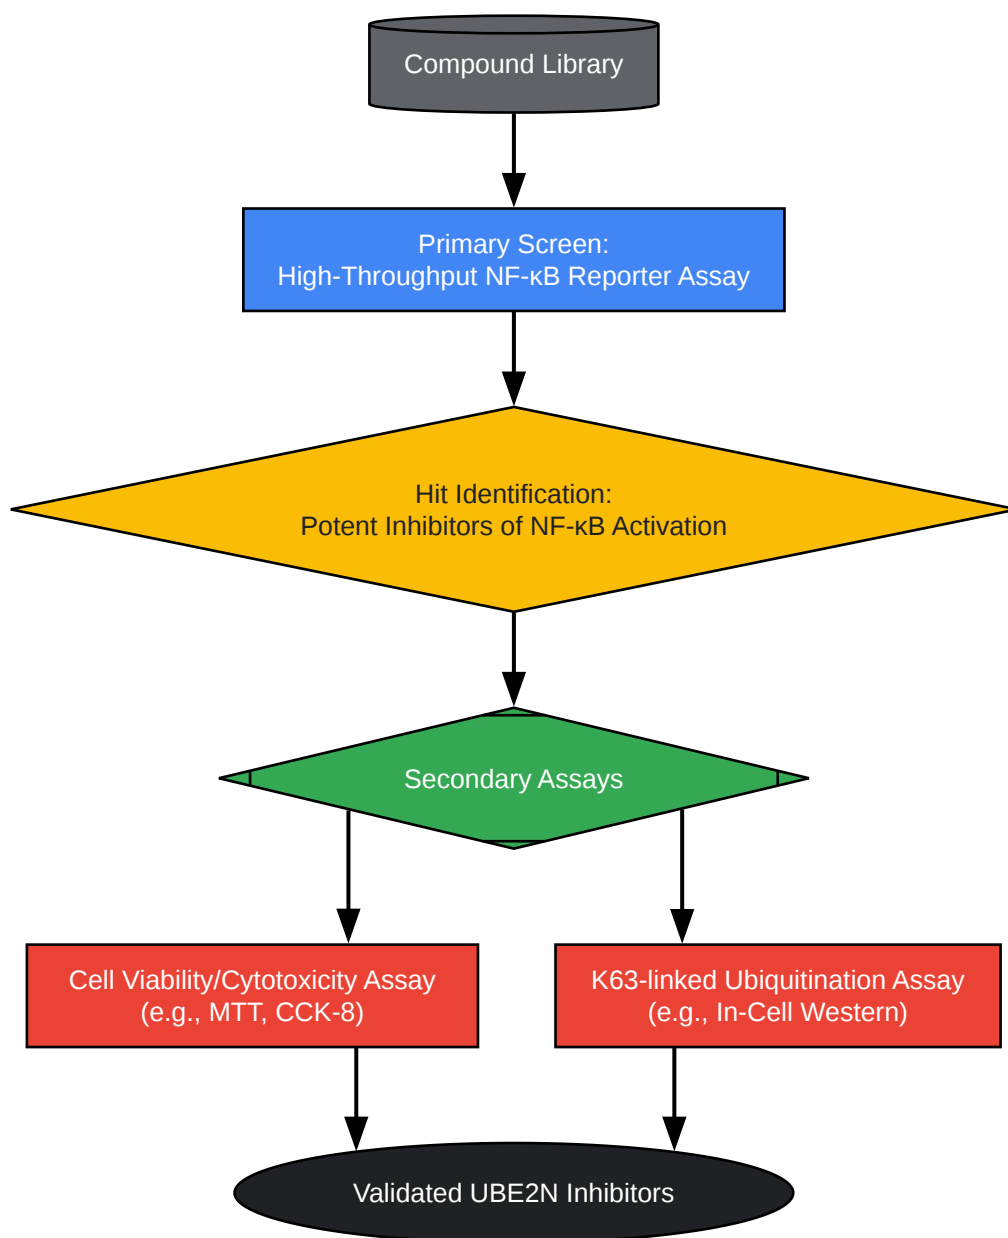 Compound Library
Primary Screen:
High-Throughput NF-κB Reporter Assay
Hit Identification:
Potent Inhibitors of NF-κB Activation
Secondary Assays
Cell Viability/Cytotoxicity Assay
(e.g., MTT, CCK-8)
K63-linked Ubiquitination Assay
(e.g., In-Cell Western)
Validated UBE2N Inhibitors